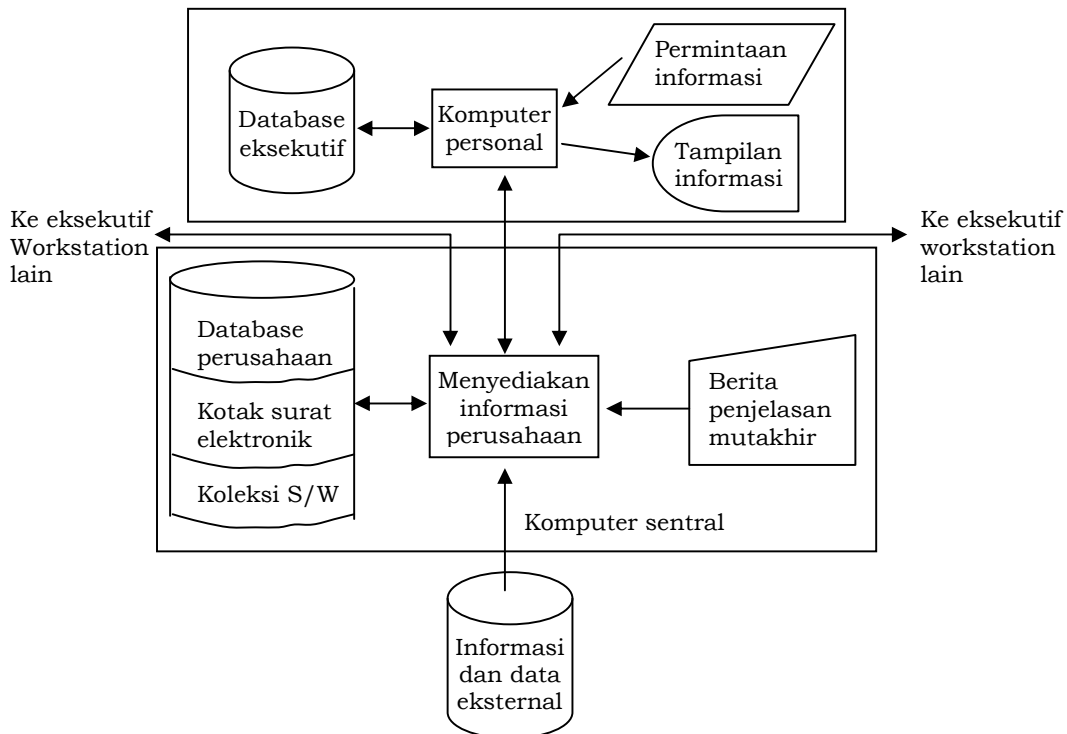 Permintaan
informasi
Database
eksekutif
Komputer
personal
Tampilan
informasi
Ke eksekutif
Workstation
lain
Ke eksekutif
workstation
lain
Database
perusahaan
Kotak surat
elektronik
Koleksi S/W
Menyediakan
informasi
perusahaan
Berita
penjelasan
mutakhir
Komputer sentral
Informasi
dan data
eksternal